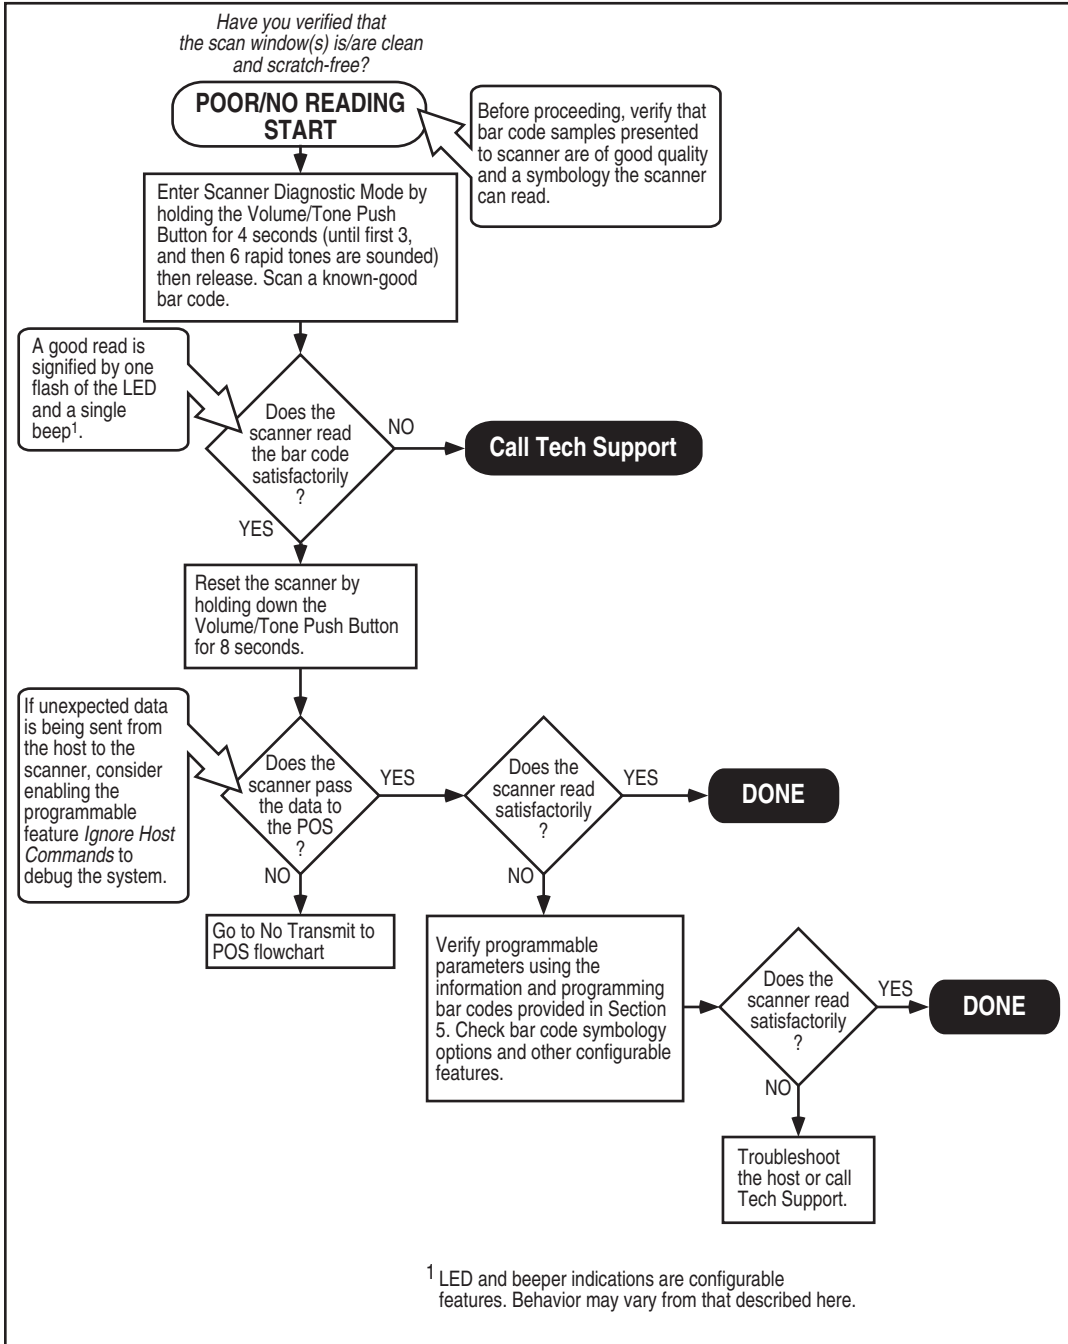 Have you verified that
the scan window(s) is/are clean
and scratch-free?
POOR/NO READING
START
Before proceeding, verify that
bar code samples presented
to scanner are of good quality
and a symbology the scanner
can read.
Enter Scanner Diagnostic Mode by
holding the Volume/Tone Push
Button for 4 seconds (until first 3,
and then 6 rapid tones are sounded)
then release. Scan a known-good
bar code.
A good read is
signified by one
flash of the LED
and a single
beep¹.
Does the
scanner read
the bar code
satisfactorily
?
NO
Call Tech Support
YES
Reset the scanner by
holding down the
Volume/Tone Push Button
for 8 seconds.
If unexpected data
is being sent from
the host to the
scanner, consider
enabling the
programmable
feature Ignore Host
Commands to
debug the system.
Does the
scanner pass
the data to
the POS
?
YES
Does the
scanner read
satisfactorily
?
YES
DONE
NO
Go to No Transmit to
POS flowchart
NO
Verify programmable
parameters using the
information and programming
bar codes provided in Section
5. Check bar code symbology
options and other configurable
features.
Does the
scanner read
satisfactorily
?
YES
DONE
NO
Troubleshoot
the host or call
Tech Support.
¹ LED and beeper indications are configurable
features. Behavior may vary from that described here.